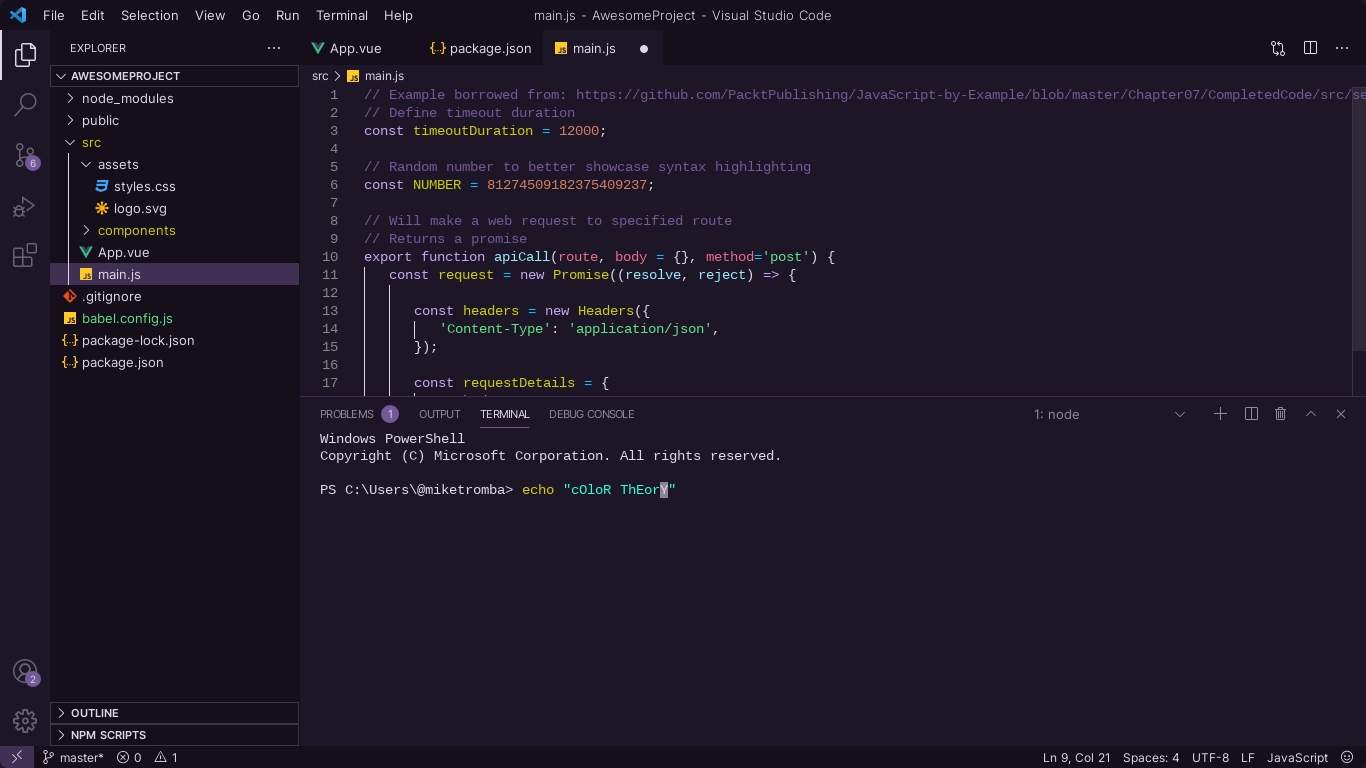 File Edit Selection View Go Run Terminal Help
main.js - AwesomeProject - Visual Studio Code
EXPLORER
AWESOMEPROJECT
node_modules
public
src
assets
styles.css
logo.svg
components
App.vue
main.js
.gitignore
babel.config.js
package-lock.json
package.json
OUTLINE
NPM SCRIPTS
6
2
App.vue {..} package.json JS main.js
src > JS main.js
1 // Example borrowed from: https://github.com/PacktPublishing/JavaScript-by-Example/blob/master/Chapter07/CompletedCode/src/se
2 // Define timeout duration
3 const timeoutDuration = 12000;
4
5 // Random number to better showcase syntax highlighting
6 const NUMBER = 81274509182375409237;
7
8 // Will make a web request to specified route
9 // Returns a promise
10 export function apiCall(route, body = {}, method='post') {
11 const request = new Promise((resolve, reject) => {
12
13 const headers = new Headers({
14 'Content-Type': 'application/json',
15 });
16
17 const requestDetails = {
PROBLEMS 1 OUTPUT TERMINAL DEBUG CONSOLE 1: node
Windows PowerShell
Copyright (C) Microsoft Corporation. All rights reserved.
PS C:\Users\@miketromba> echo "cOloR ThEorY"
master* 0 1 Ln 9, Col 21 Spaces: 4 UTF-8 LF JavaScript